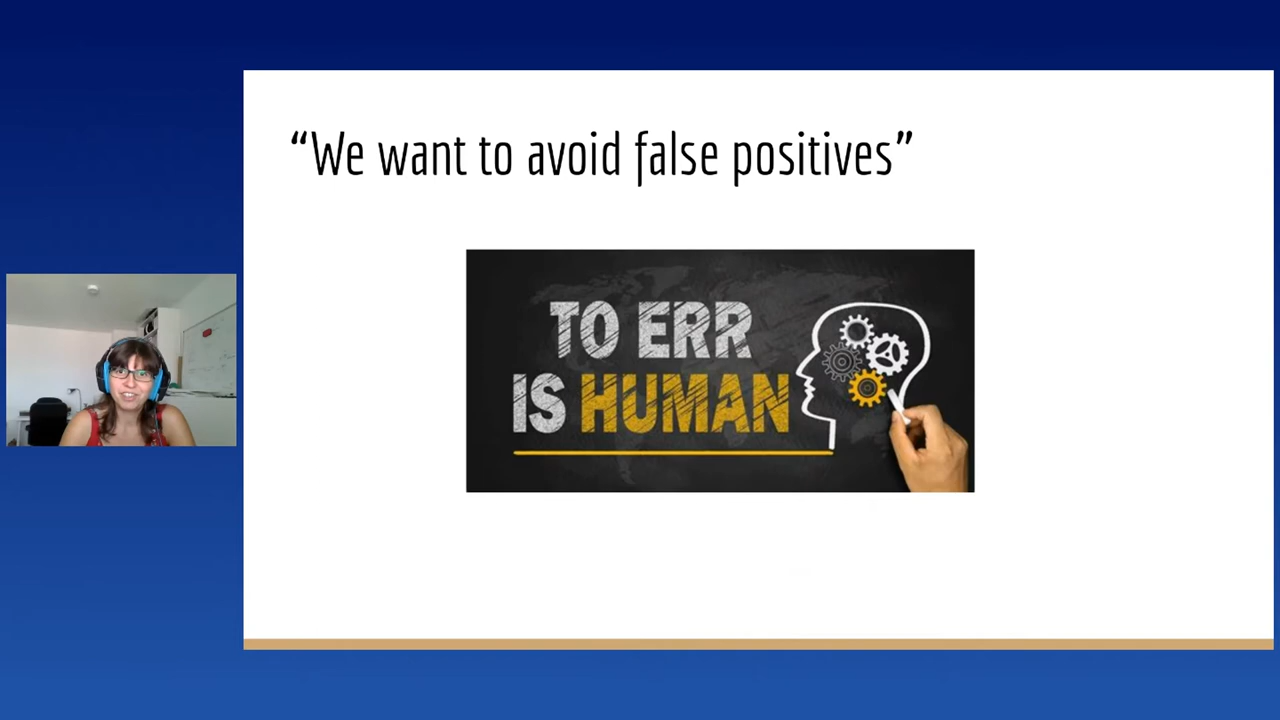 “We want to avoid false positives”
TO ERR
IS HUMAN